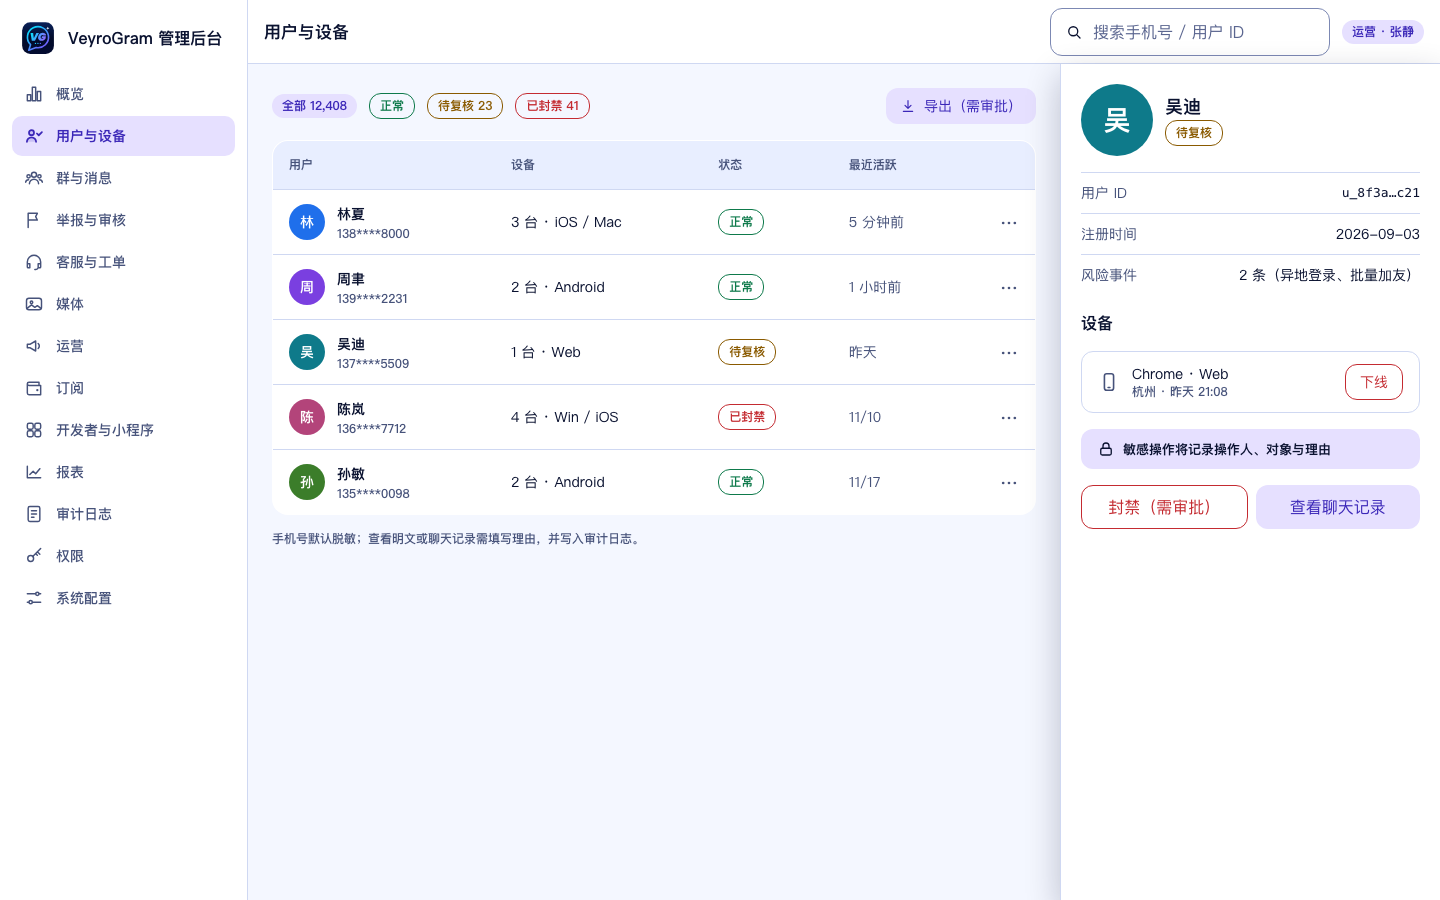 VeyroGram 管理后台
概览
用户与设备
群与消息
举报与审核
客服与工单
媒体
运营
订阅
开发者与小程序
报表
审计日志
权限
系统配置
用户与设备
搜索手机号 / 用户 ID
运营 · 张静
全部 12,408
正常
待复核 23
已封禁 41
导出（需审批）
用户 设备 状态 最近活跃
林 林夏 138****8000 3 台 · iOS / Mac 正常 5 分钟前 ···
周 周聿 139****2231 2 台 · Android 正常 1 小时前 ···
吴 吴迪 137****5509 1 台 · Web 待复核 昨天 ···
陈 陈岚 136****7712 4 台 · Win / iOS 已封禁 11/10 ···
孙 孙敏 135****0098 2 台 · Android 正常 11/17 ···
手机号默认脱敏；查看明文或聊天记录需填写理由，并写入审计日志。
吴
吴迪
待复核
用户 ID u_8f3a…c21
注册时间 2026-09-03
风险事件 2 条（异地登录、批量加友）
设备
Chrome · Web
杭州 · 昨天 21:08
下线
敏感操作将记录操作人、对象与理由
封禁（需审批）
查看聊天记录